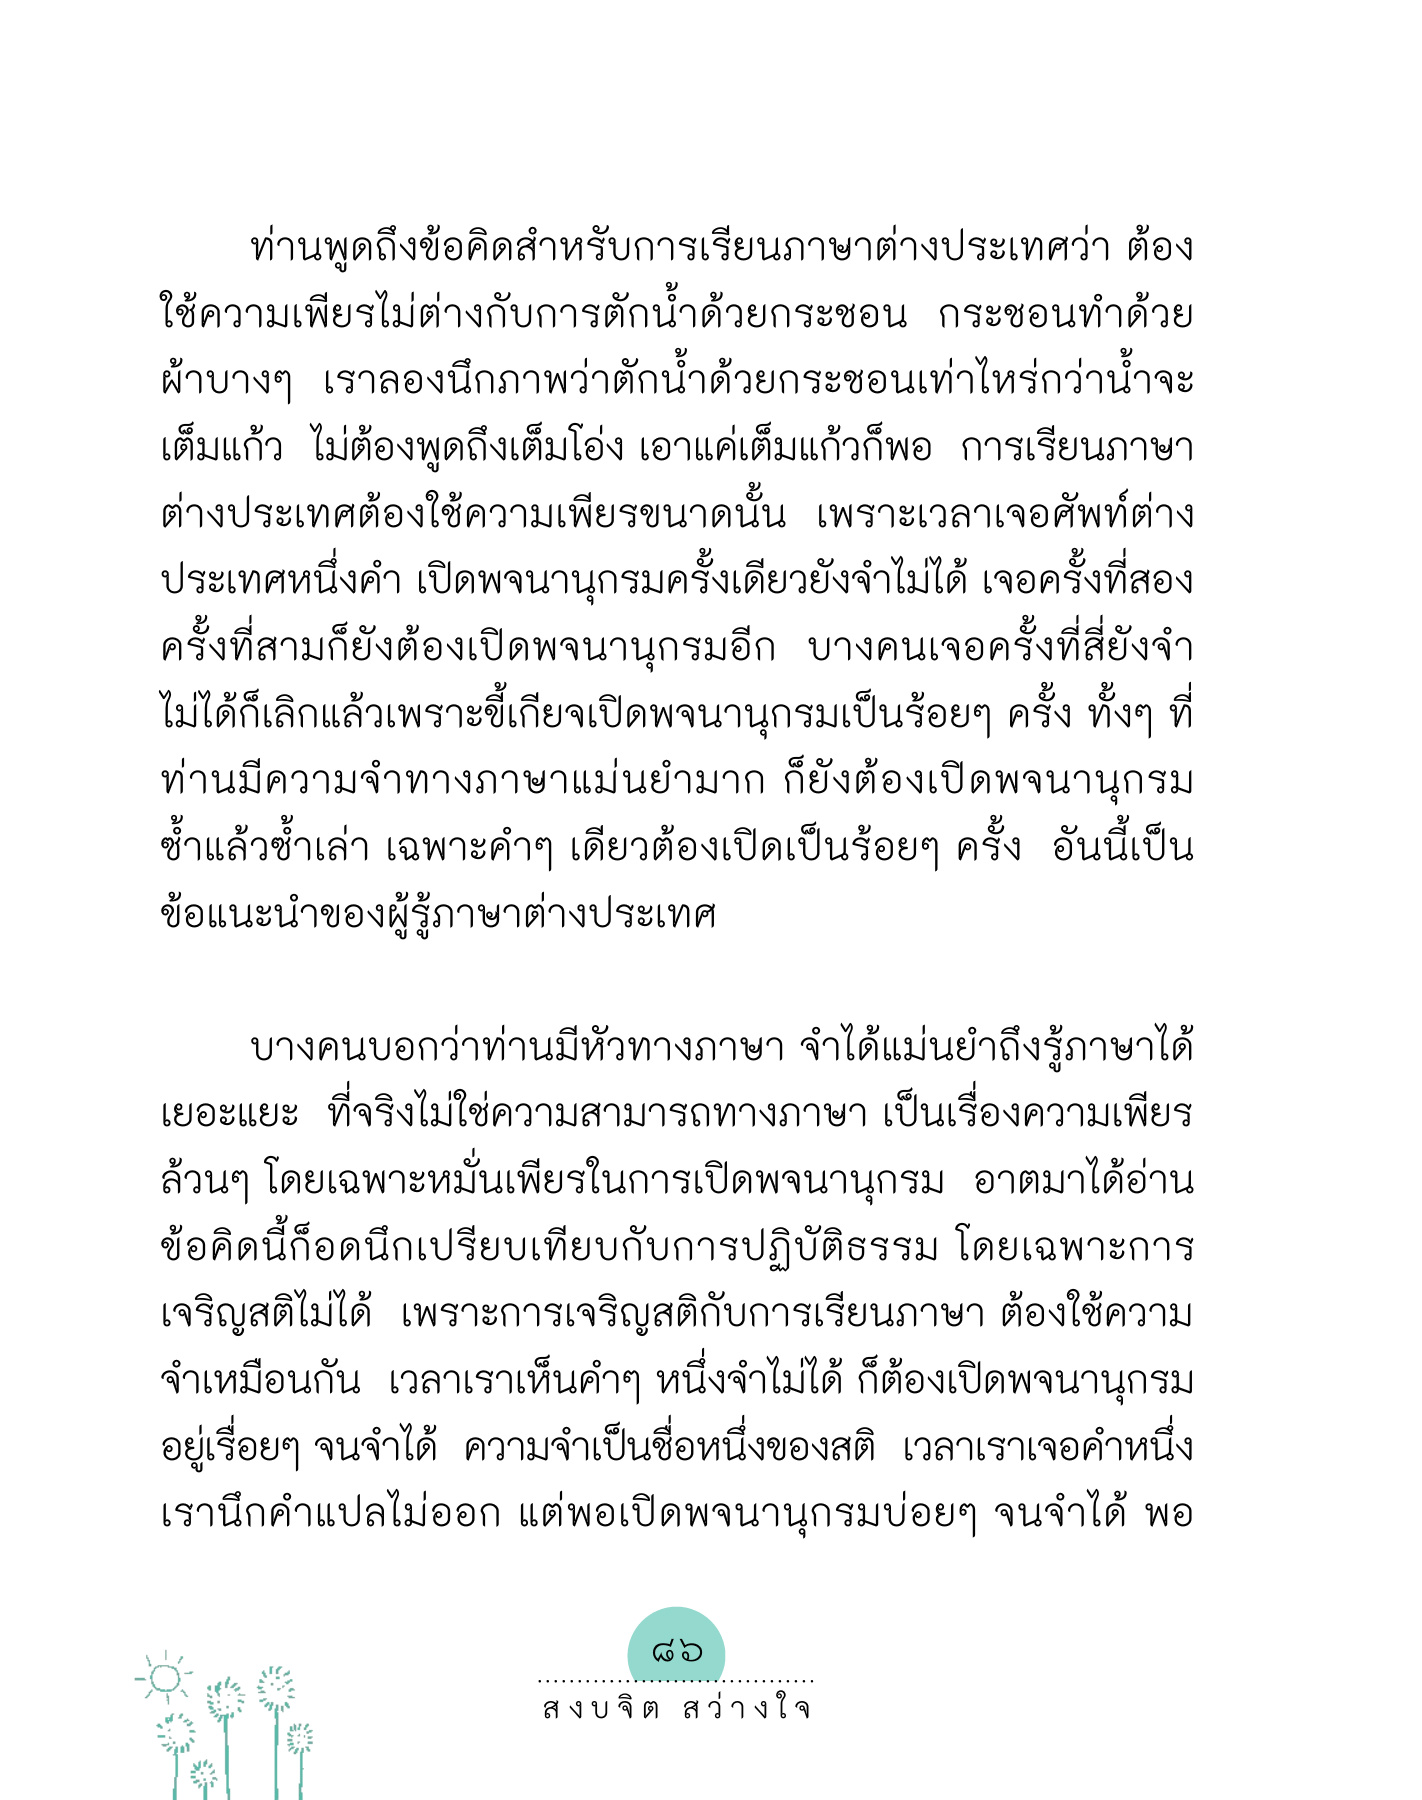 ท่านพูดถึงข้อคิดสำหรับการเรียนภาษาต่างประเทศว่า ต้อง
ใช้ความเพียรไม่ต่างกับการตักน้ำด้วยกระชอน กระชอนทำด้วย
ผ้าบางๆ เราลองนึกภาพว่าตักน้ำด้วยกระชอนเท่าไหร่กว่าน้ำจะ
เต็มแก้ว ไม่ต้องพูดถึงเต็มโอ่ง เอาแค่เต็มแก้วก็พอ การเรียนภาษา
ต่างประเทศต้องใช้ความเพียรขนาดนั้น เพราะเวลาเจอศัพท์ต่าง
ประเทศหนึ่งคำ เปิดพจนานุกรมครั้งเดียวยังจำไม่ได้ เจอครั้งที่สอง
ครั้งที่สามก็ยังต้องเปิดพจนานุกรมอีก บางคนเจอครั้งที่สี่ยังจำ
ไม่ได้ก็เลิกแล้วเพราะขี้เกียจเปิดพจนานุกรมเป็นร้อยๆ ครั้ง ทั้งๆ ที่
ท่านมีความจำทางภาษาแม่นยำมาก ก็ยังต้องเปิดพจนานุกรม
ซ้ำแล้วซ้ำเล่า เฉพาะคำๆ เดียวต้องเปิดเป็นร้อยๆ ครั้ง อันนี้เป็น
ข้อแนะนำของผู้รู้ภาษาต่างประเทศ
บางคนบอกว่าท่านมีหัวทางภาษา จำได้แม่นยำถึงรู้ภาษาได้
เยอะแยะ ที่จริงไม่ใช่ความสามารถทางภาษา เป็นเรื่องความเพียร
ล้วนๆ โดยเฉพาะหมั่นเพียรในการเปิดพจนานุกรม อาตมาได้อ่าน
ข้อคิดนี้ก็อดนึกเปรียบเทียบกับการปฏิบัติธรรม โดยเฉพาะการ
เจริญสติไม่ได้ เพราะการเจริญสติกับการเรียนภาษา ต้องใช้ความ
จำเหมือนกัน เวลาเราเห็นคำๆ หนึ่งจำไม่ได้ ก็ต้องเปิดพจนานุกรม
อยู่เรื่อยๆ จนจำได้ ความจำเป็นชื่อหนึ่งของสติ เวลาเราเจอคำหนึ่ง
เรานึกคำแปลไม่ออก แต่พอเปิดพจนานุกรมบ่อยๆ จนจำได้ พอ
๘๖
สงบจิต สว่างใจ